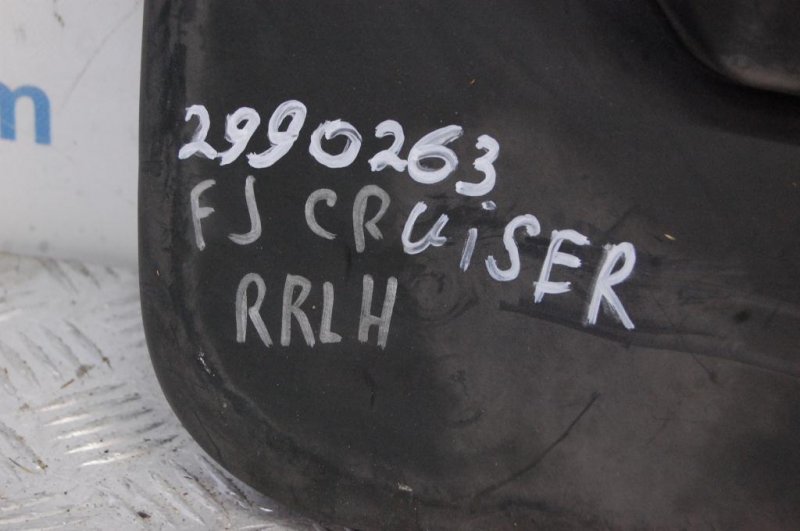 m
2990263
FJ CRUiSER
RRLH